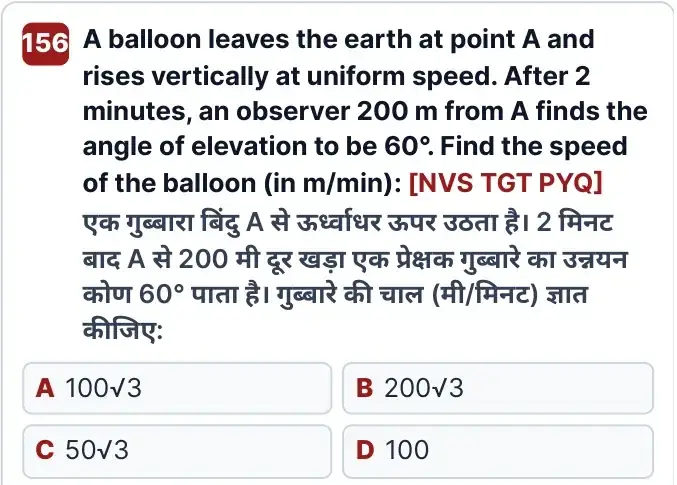 156 A balloon leaves the earth at point A and
rises vertically at uniform speed. After 2
minutes, an observer 200 m from A finds the
angle of elevation to be 60°. Find the speed
of the balloon (in m/min): [NVS TGT PYQ]
एक गुब्बारा बिंदु A से ऊर्ध्वाधर ऊपर उठता है। 2 मिनट
बाद A से 200 मी दूर खड़ा एक प्रेक्षक गुब्बारे का उन्नयन
कोण 60° पाता है। गुब्बारे की चाल (मी/मिनट) ज्ञात
कीजिए:
A 100√3
B 200√3
C 50√3
D 100